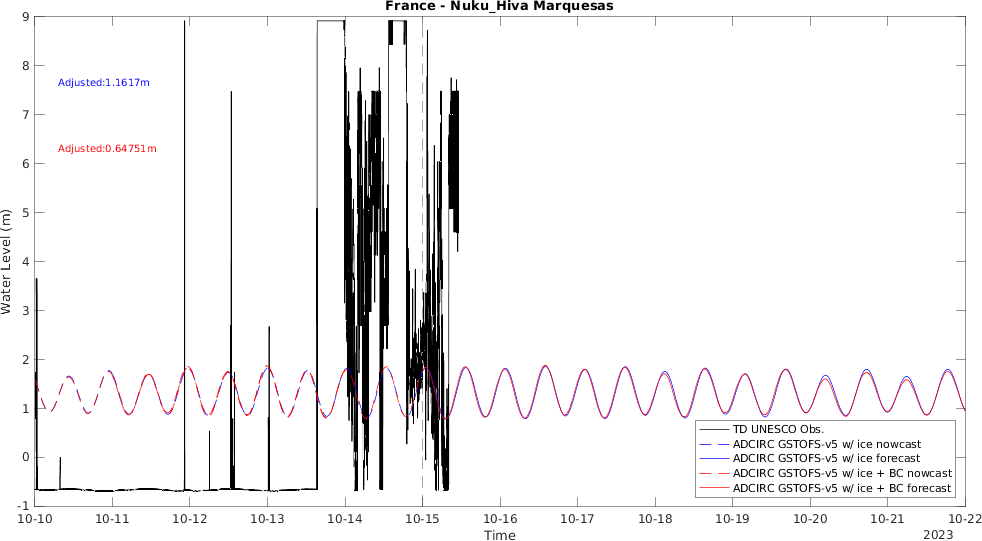 France - Nuku_Hiva Marquesas
9
8
7
6
5
4
3
2
1
0
-1
Water Level (m)
Adjusted:1.1617m
Adjusted:0.64751m
TD UNESCO Obs.
ADCIRC GSTOFS-v5 w/ ice nowcast
ADCIRC GSTOFS-v5 w/ ice forecast
ADCIRC GSTOFS-v5 w/ ice + BC nowcast
ADCIRC GSTOFS-v5 w/ ice + BC forecast
10-10 10-11 10-12 10-13 10-14 10-15 10-16 10-17 10-18 10-19 10-20 10-21 10-22
Time
2023